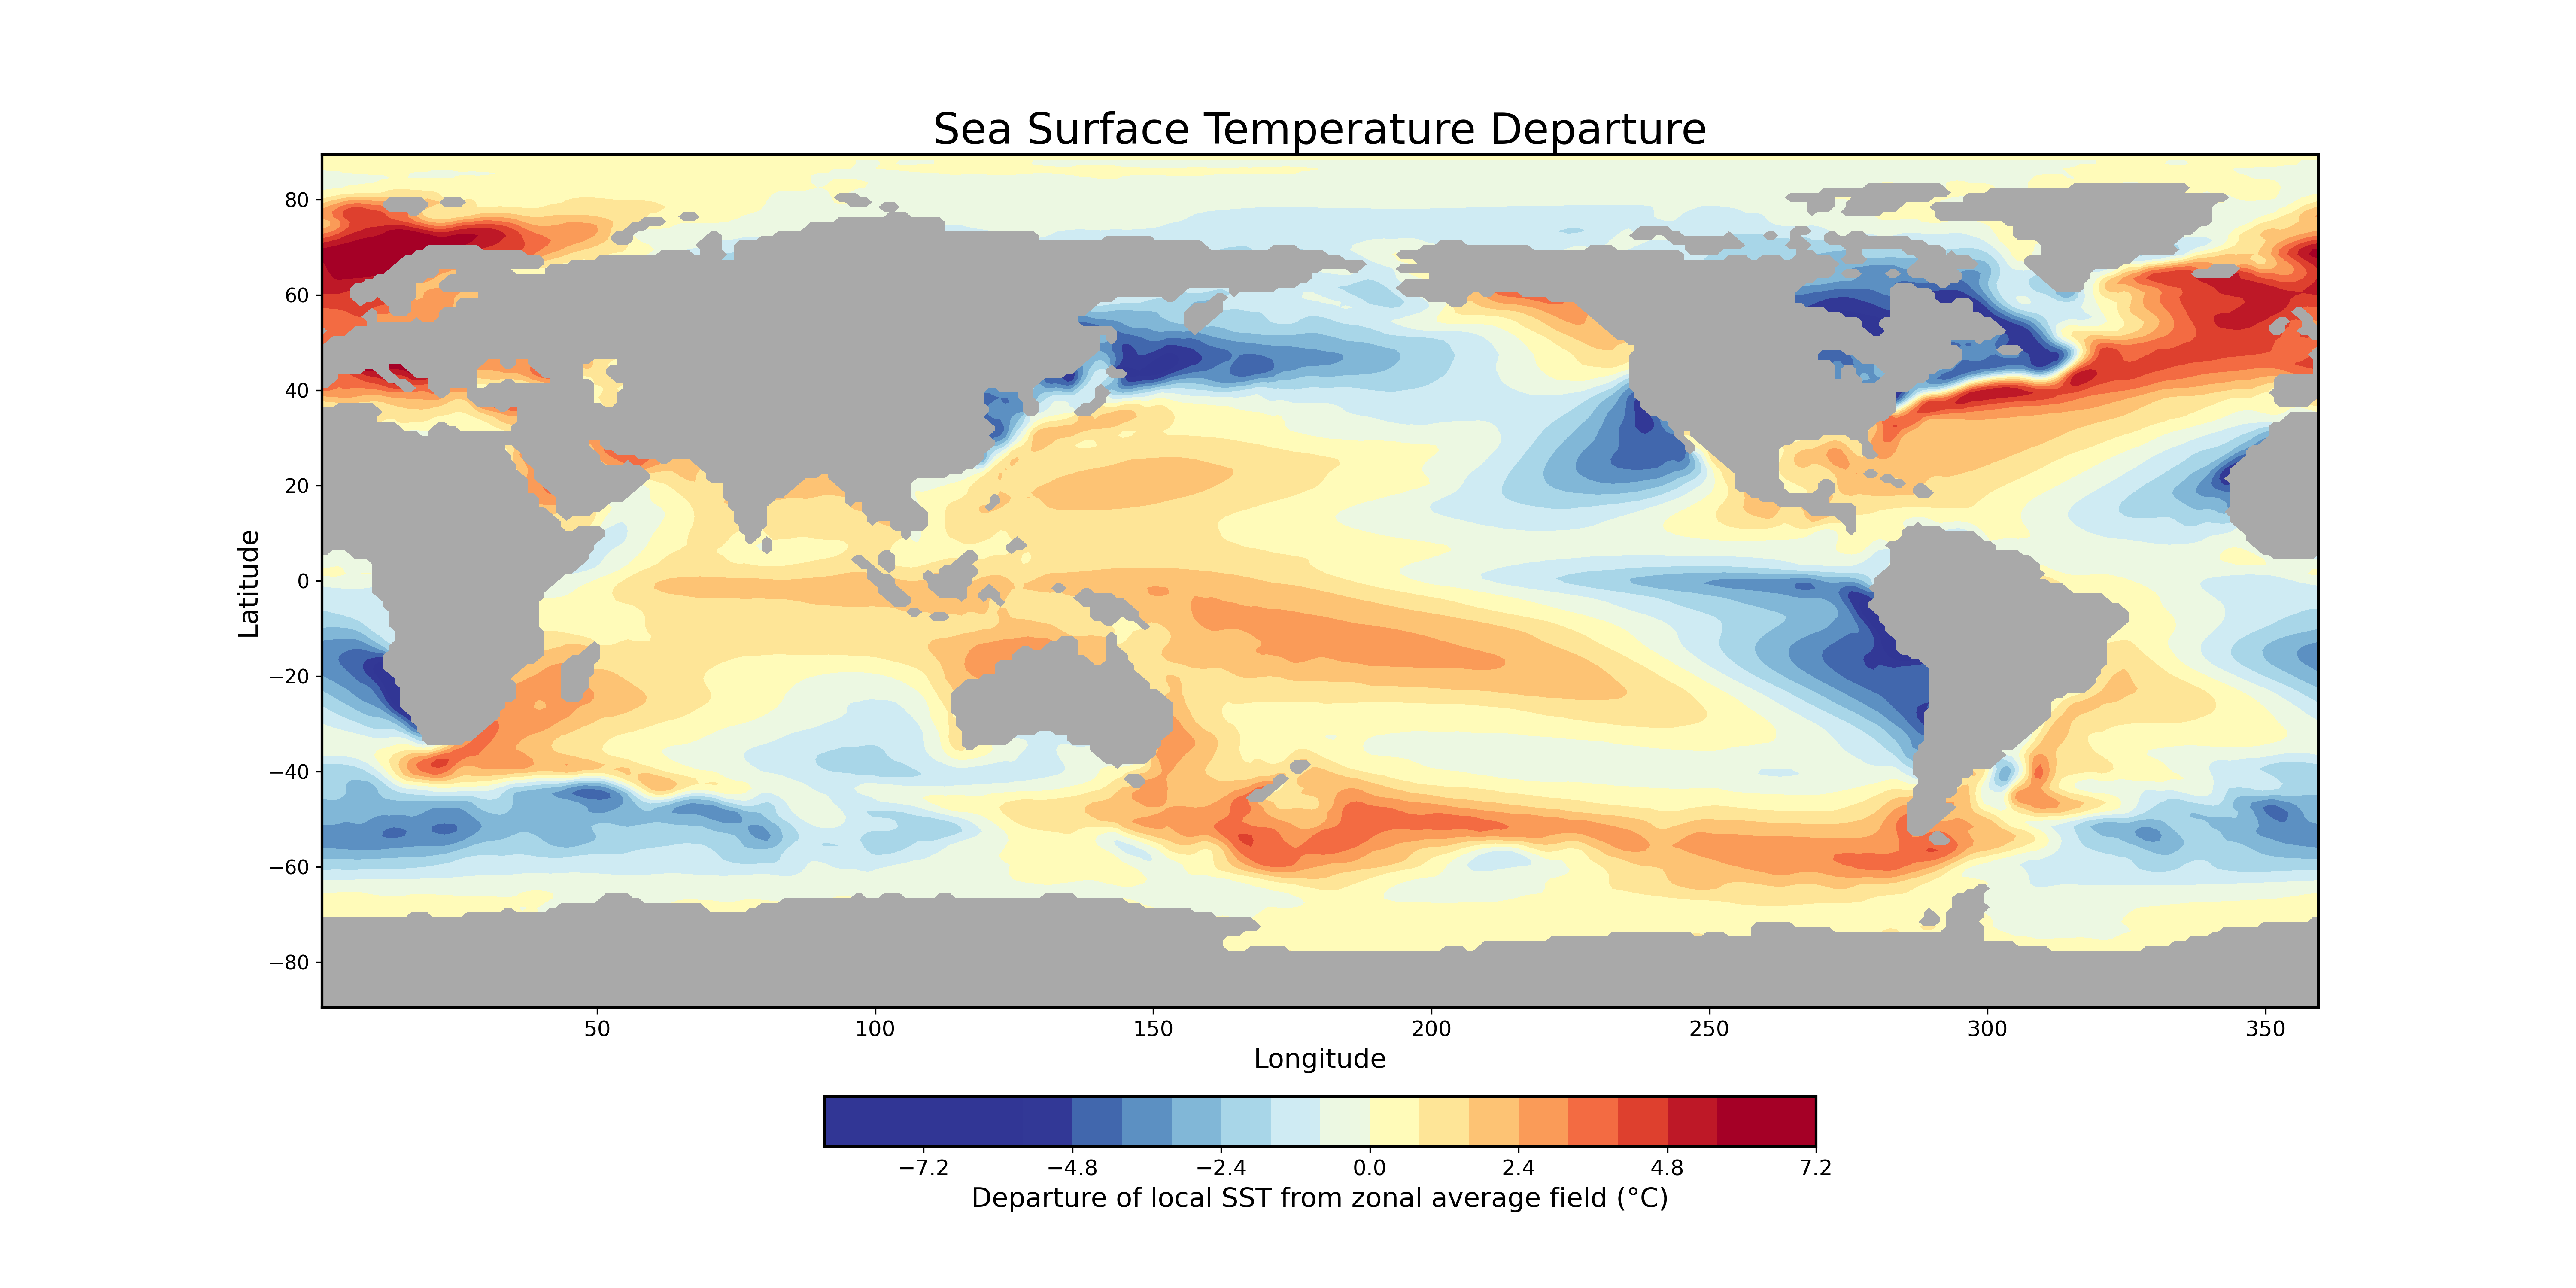 Sea Surface Temperature Departure
80
60
40
20
0
−20
−40
−60
−80
Latitude
50 100 150 200 250 300 350
Longitude
−7.2 −4.8 −2.4 0.0 2.4 4.8 7.2
Departure of local SST from zonal average field (°C)